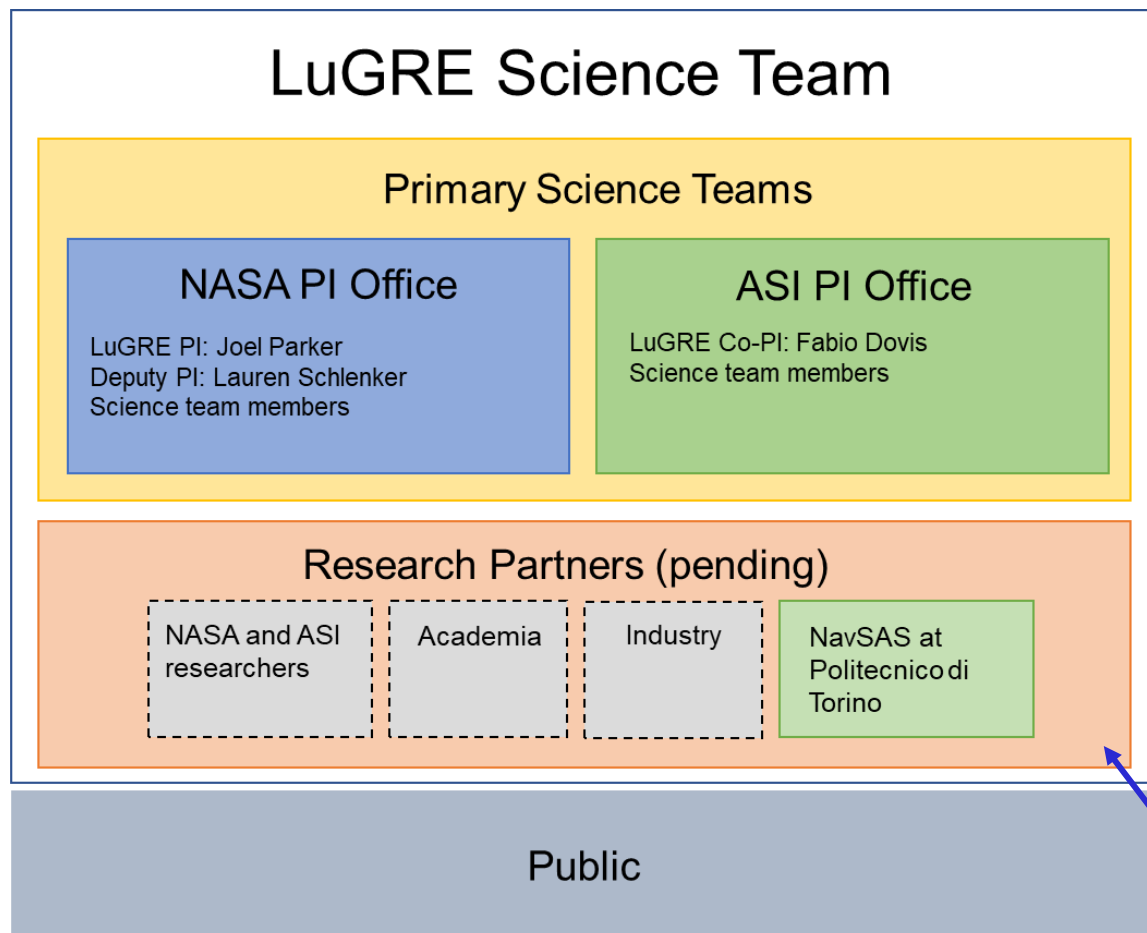 LuGRE Science Team
Primary Science Teams
NASA PI Office
LuGRE PI: Joel Parker
Deputy PI: Lauren Schlenker
Science team members
ASI PI Office
LuGRE Co-PI: Fabio Dovis
Science team members
Research Partners (pending)
NASA and ASI
researchers
Academia
Industry
NavSAS at
Politecnico di
Torino
Public